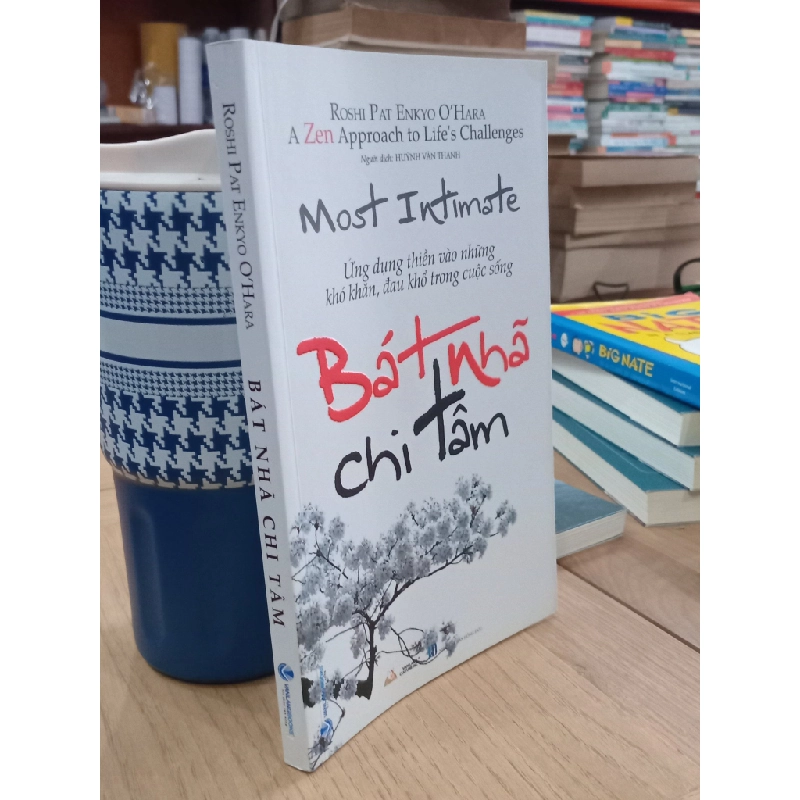 ROSHI PAT ENKYO O'HARA
A Zen Approach to Life's Challenges
Người dịch: HUỲNH VĂN THANH
Most Intimate
Ứng dụng thiền vào những
khó khăn, đau khổ trong cuộc sống
Bát nhã
chi tâm
ROSHI PAT ENKYO O'HARA
BÁT NHÃ CHI TÂM
BIG NATE